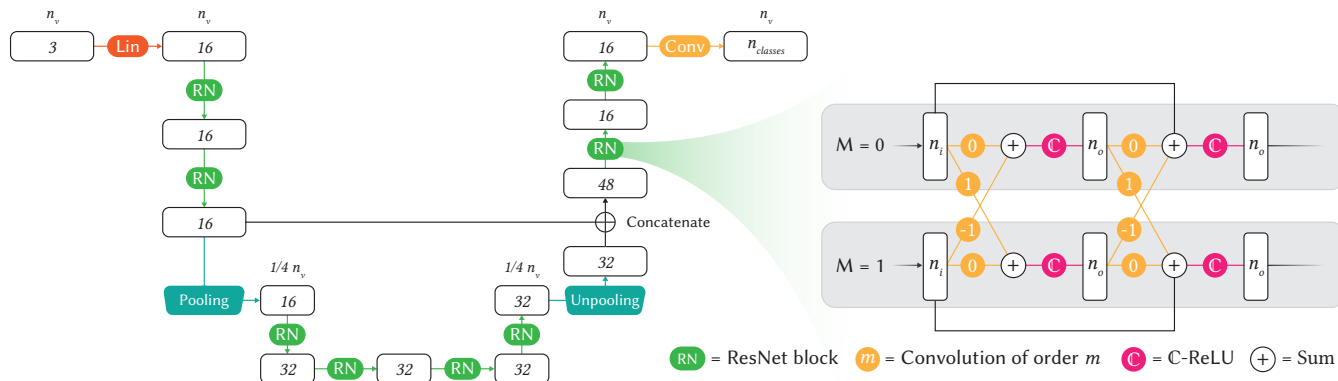 n_v
n_v
3
Lin
16
RN
16
RN
16
Pooling
1/4 n_v
16
RN
32
RN
32
RN
32
RN
1/4 n_v
32
Unpooling
32
Concatenate
48
RN
16
RN
n_v
16
Conv
n_v
n_classes
M = 0
n_i
0
+
ℂ
n_o
0
+
ℂ
n_o
1
1
-1
-1
M = 1
n_i
0
+
ℂ
n_o
0
+
ℂ
n_o
RN = ResNet block
m = Convolution of order m
ℂ = ℂ-ReLU
+ = Sum